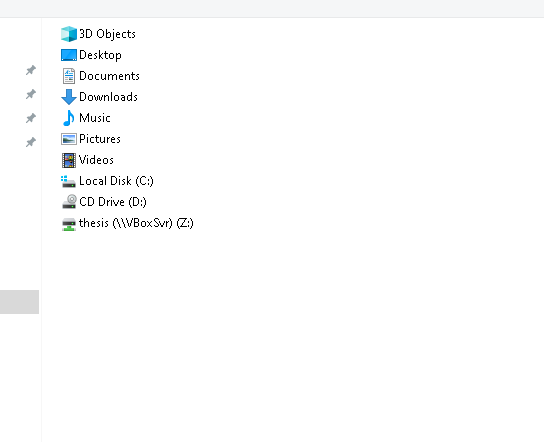 3D Objects
Desktop
Documents
Downloads
Music
Pictures
Videos
Local Disk (C:)
CD Drive (D:)
thesis (\\VBoxSvr) (Z:)